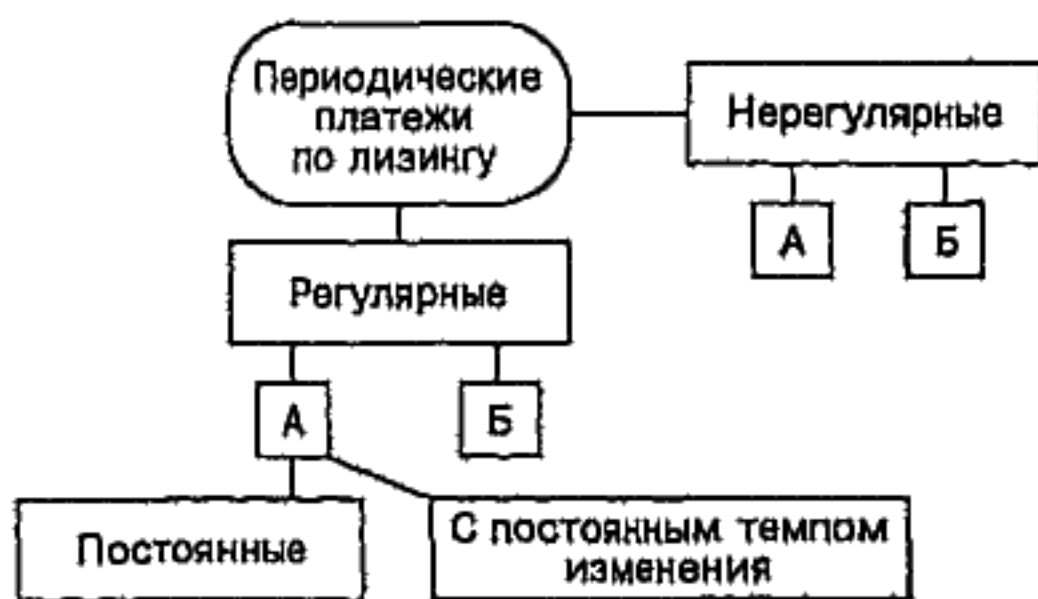 Периодические
платежи
по лизингу
Нерегулярные
А
Б
Регулярные
А
Б
Постоянные
С постоянным темпом
изменения